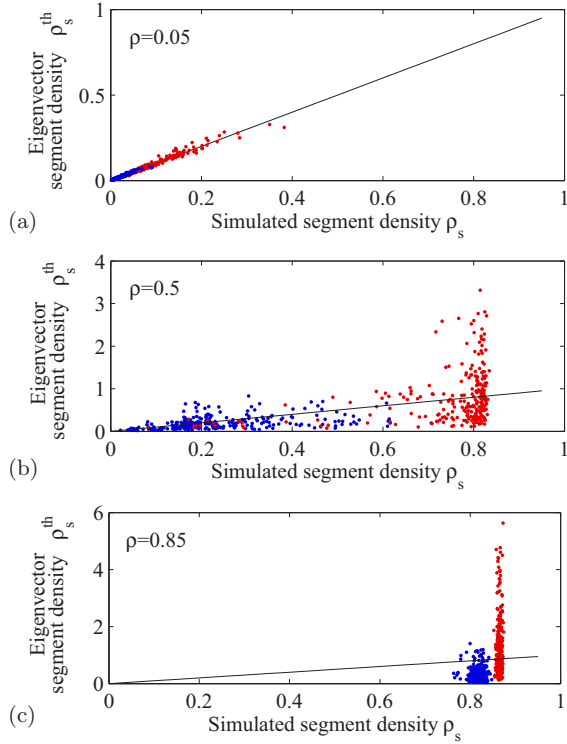 1
0.5
0
Eigenvector
segment density ρ_s^th
ρ=0.05
0 0.2 0.4 0.6 0.8 1
(a)
Simulated segment density ρ_s
4
3
2
1
0
Eigenvector
segment density ρ_s^th
ρ=0.5
0 0.2 0.4 0.6 0.8 1
(b)
Simulated segment density ρ_s
6
4
2
0
Eigenvector
segment density ρ_s^th
ρ=0.85
0 0.2 0.4 0.6 0.8 1
(c)
Simulated segment density ρ_s